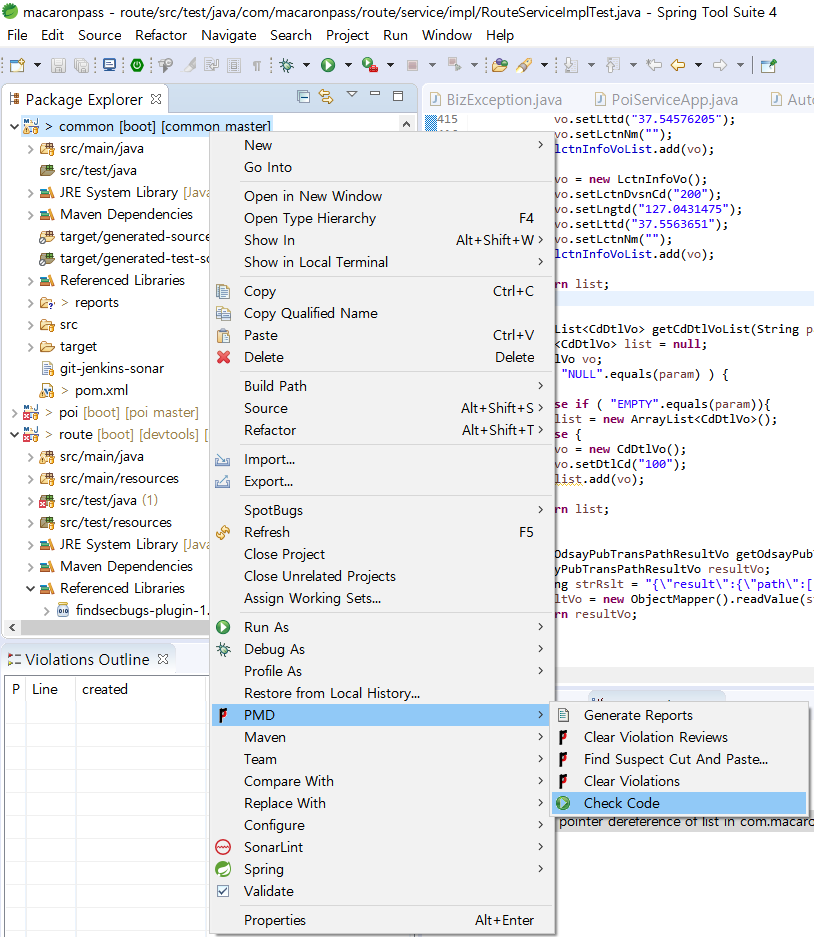 macaronpass - route/src/test/java/com/macaronpass/route/service/impl/RouteServiceImplTest.java - Spring Tool Suite 4
File Edit Source Refactor Navigate Search Project Run Window Help
Package Explorer
> common [boot] [common master]
src/main/java
src/test/java
JRE System Library [Java
Maven Dependencies
target/generated-source
target/generated-test-so
Referenced Libraries
> reports
src
target
git-jenkins-sonar
> pom.xml
> poi [boot] [poi master]
> route [boot] [devtools] [
src/main/java
src/main/resources
src/test/java (1)
src/test/resources
JRE System Library [Java
Maven Dependencies
Referenced Libraries
findsecbugs-plugin-1.
Violations Outline
P Line created
New
Go Into
Open in New Window
Open Type Hierarchy F4
Show In Alt+Shift+W
Show in Local Terminal
Copy Ctrl+C
Copy Qualified Name
Paste Ctrl+V
Delete Delete
Build Path
Source Alt+Shift+S
Refactor Alt+Shift+T
Import...
Export...
SpotBugs
Refresh F5
Close Project
Close Unrelated Projects
Assign Working Sets...
Run As
Debug As
Profile As
Restore from Local History...
PMD
Maven
Team
Compare With
Replace With
Configure
SonarLint
Spring
Validate
Properties Alt+Enter
Generate Reports
Clear Violation Reviews
Find Suspect Cut And Paste...
Clear Violations
Check Code
BizException.java PoiServiceApp.java Auto
415 vo.setLttd("37.54576205");
vo.setLctnNm("");
lctnInfoVoList.add(vo);
vo = new LctnInfoVo();
vo.setLctnDvsnCd("200");
vo.setLngtd("127.0431475");
vo.setLttd("37.5563651");
vo.setLctnNm("");
lctnInfoVoList.add(vo);
rn list;
List<CdDtlVo> getCdDtlVoList(String p
<CdDtlVo> list = null;
lVo vo;
"NULL".equals(param) ) {
se if ( "EMPTY".equals(param)){
list = new ArrayList<CdDtlVo>();
se {
vo = new CdDtlVo();
vo.setDtlCd("100");
list.add(vo);
rn list;
OdsayPubTransPathResultVo getOdsayPubT
yPubTransPathResultVo resultVo;
ng strRslt = "{\"result\":{\"path\":[
ltVo = new ObjectMapper().readValue(s
rn resultVo;
pointer dereference of list in com.macaro